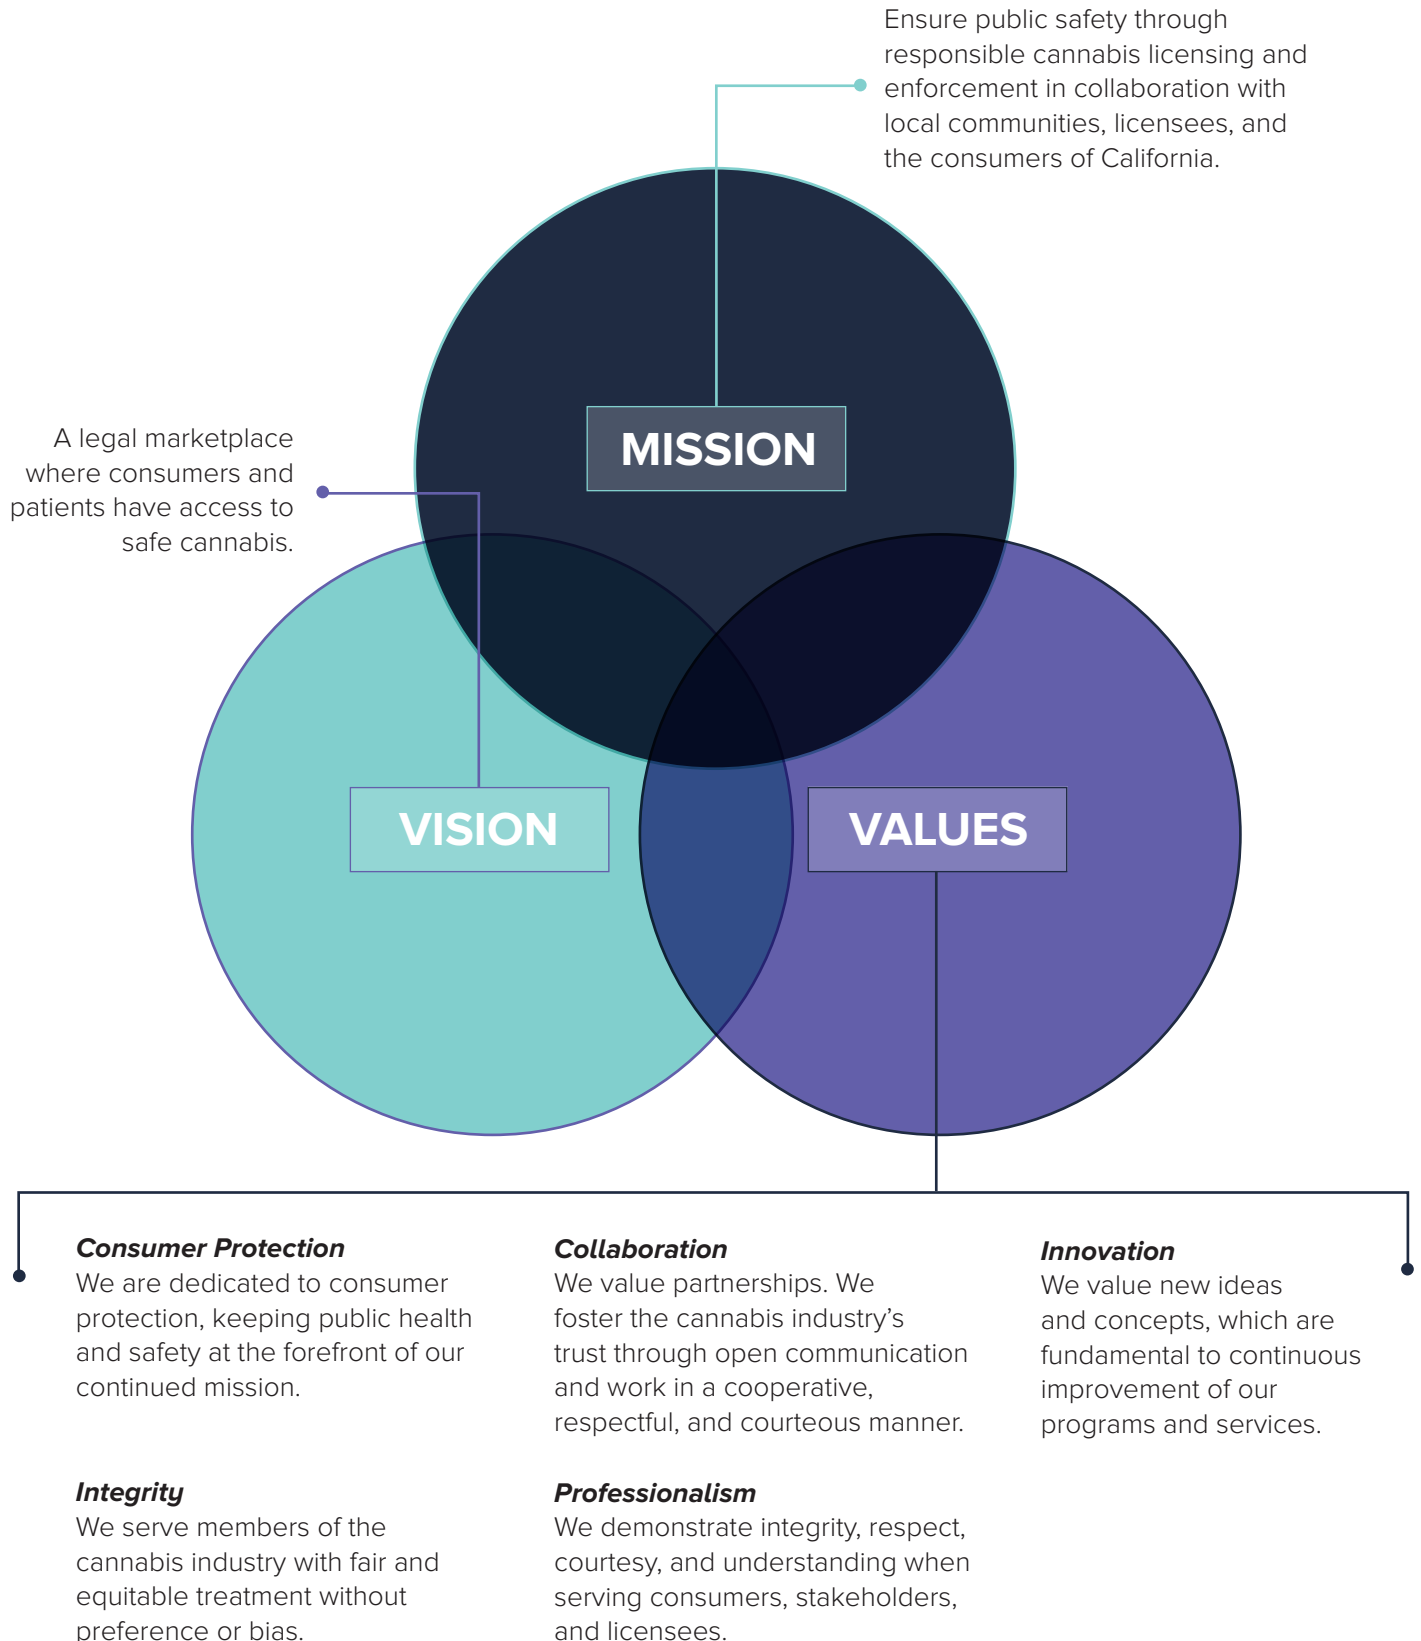 Ensure public safety through
responsible cannabis licensing and
enforcement in collaboration with
local communities, licensees, and
the consumers of California.
MISSION
A legal marketplace
where consumers and
patients have access to
safe cannabis.
VISION
VALUES
Consumer Protection
We are dedicated to consumer
protection, keeping public health
and safety at the forefront of our
continued mission.
Collaboration
We value partnerships. We
foster the cannabis industry’s
trust through open communication
and work in a cooperative,
respectful, and courteous manner.
Innovation
We value new ideas
and concepts, which are
fundamental to continuous
improvement of our
programs and services.
Integrity
We serve members of the
cannabis industry with fair and
equitable treatment without
preference or bias.
Professionalism
We demonstrate integrity, respect,
courtesy, and understanding when
serving consumers, stakeholders,
and licensees.